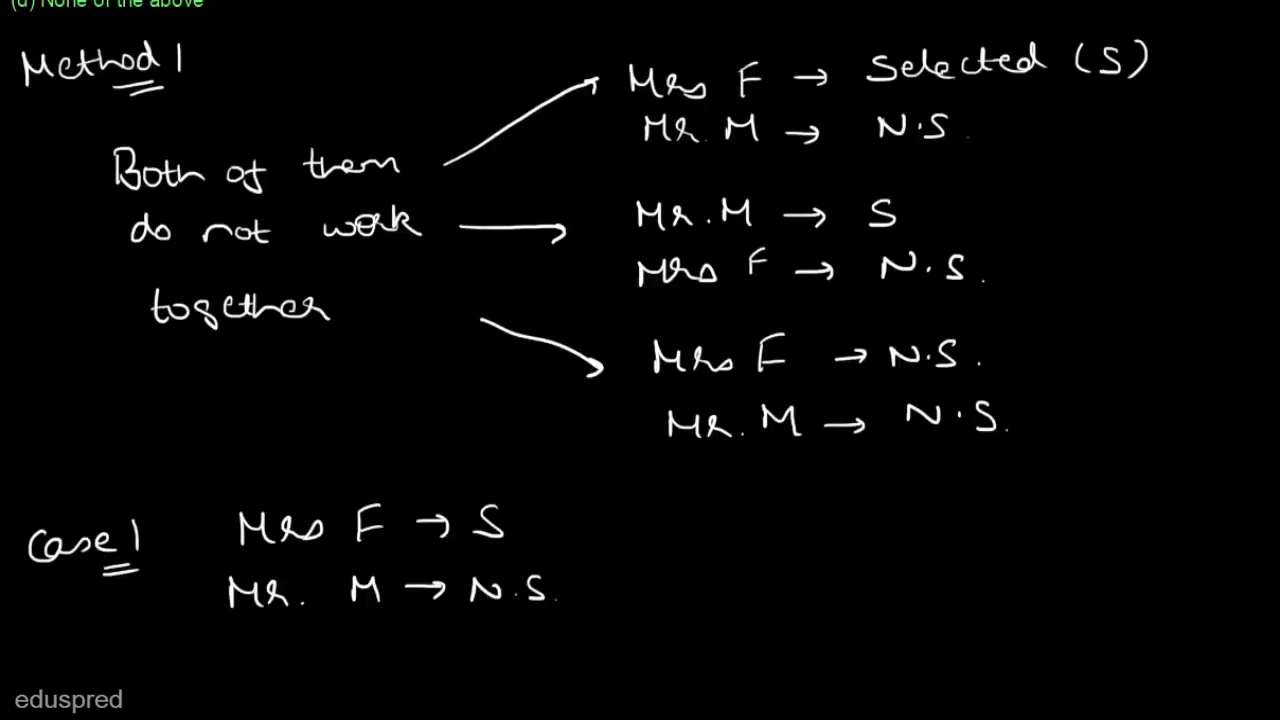 (d) None of the above
Method 1
Mrs F → Selected (S)
Mr. M → N.S.
Both of them
do not work
together
Mr. M → S
Mrs F → N.S.
Mrs F → N.S.
Mr. M → N.S.
Case 1
Mrs F → S
Mr. M → N.S.
eduspred